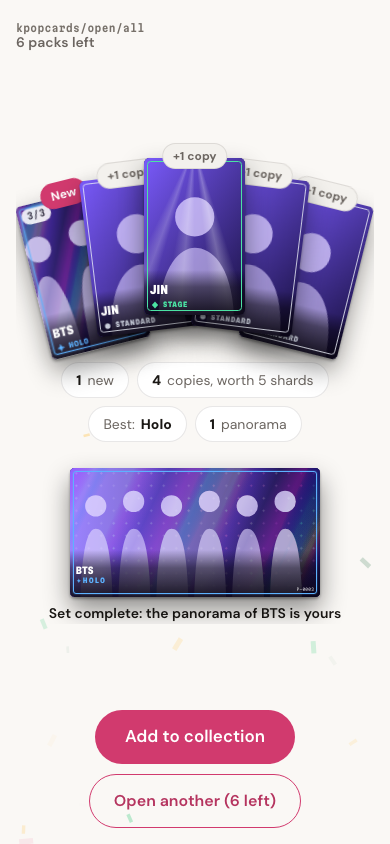 kpopcards/open/all
6 packs left
+1 copy
New
+1 cop
1 copy
1 copy
3/3
JIN
STAGE
JIN
STANDARD
STANDARD
BTS
HOLO
1 new
4 copies, worth 5 shards
Best: Holo
1 panorama
BTS
HOLO
P-0003
Set complete: the panorama of BTS is yours
Add to collection
Open another (6 left)